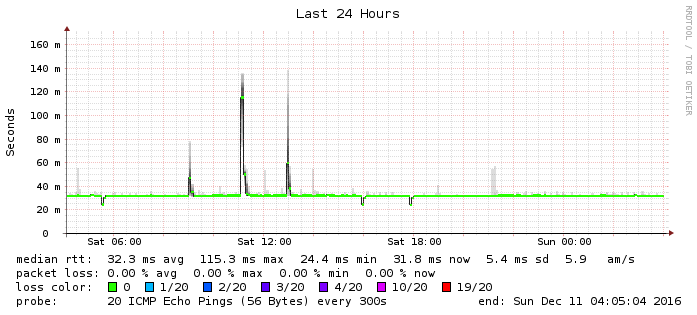 Last 24 Hours
RRDTOOL / TOBI OETIKER
Seconds
160 m
140 m
120 m
100 m
80 m
60 m
40 m
20 m
0
Sat 06:00 Sat 12:00 Sat 18:00 Sun 00:00
median rtt: 32.3 ms avg 115.3 ms max 24.4 ms min 31.8 ms now 5.4 ms sd 5.9 am/s
packet loss: 0.00 % avg 0.00 % max 0.00 % min 0.00 % now
loss color: 0 1/20 2/20 3/20 4/20 10/20 19/20
probe: 20 ICMP Echo Pings (56 Bytes) every 300s end: Sun Dec 11 04:05:04 2016